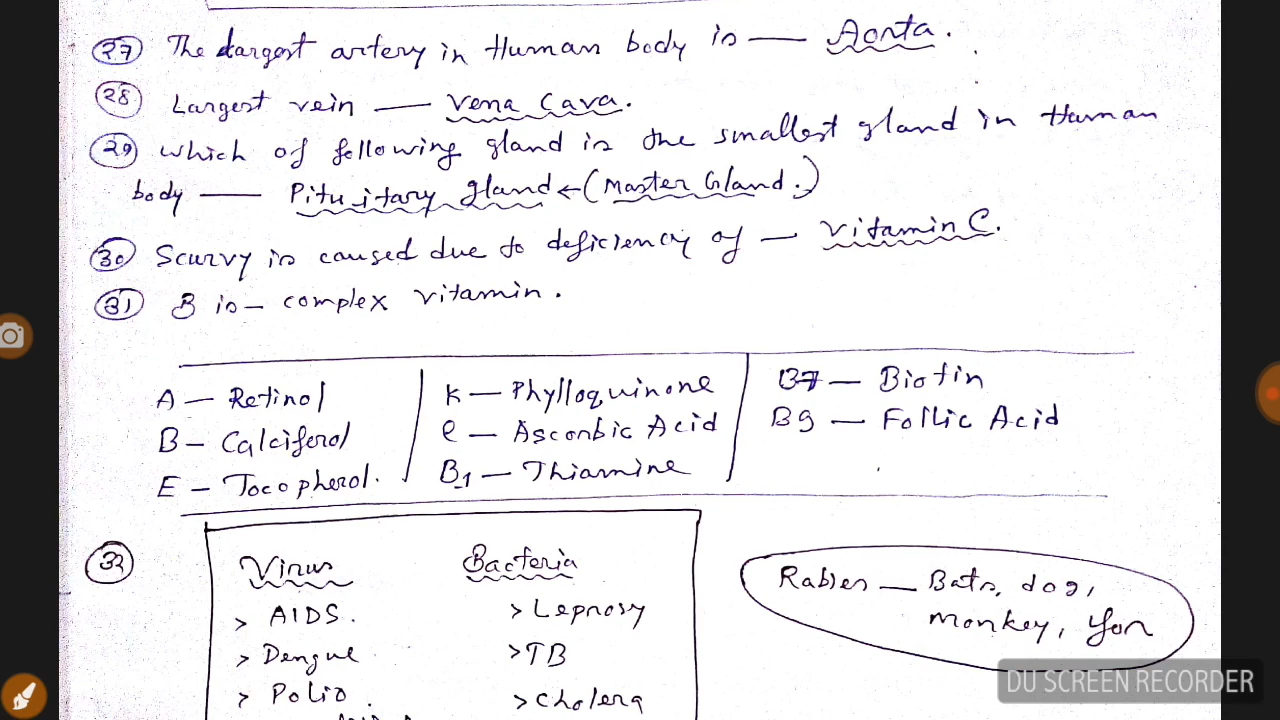 27 The largest artery in Human body is — Aorta.
28 Largest vein — Vena Cava.
29 which of following gland is the smallest gland in Human
body — Pituitary gland ← (Master Gland.)
30 Scurvy is caused due to deficiency of — vitamin C.
31 B is — complex vitamin.
A — Retinol
B — Calciferol
E — Tocopherol.
K — Phylloquinone
C — Ascorbic Acid
B1 — Thiamine
B7 — Biotin
B9 — Follic Acid
32
Virus
> AIDS.
> Dengue
> Polio.
Bacteria
> Leprosy
> TB
> Cholera
Rabies — Bats, dog,
monkey,
DU SCREEN RECORDER